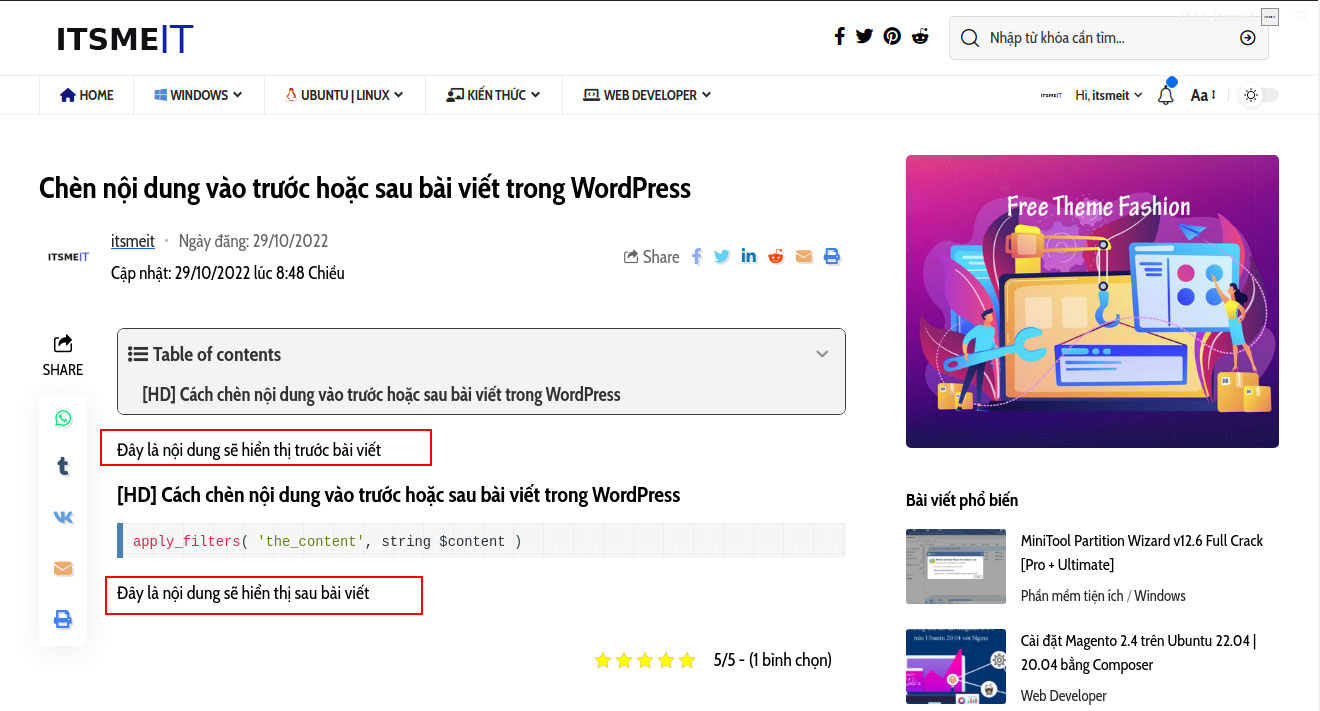 ITSMEIT
Nhập từ khóa cần tìm...
HOME
WINDOWS
UBUNTU | LINUX
KIẾN THỨC
WEB DEVELOPER
ITSMEIT
Hi, itsmeit
Aa
Chèn nội dung vào trước hoặc sau bài viết trong WordPress
ITSMEIT
itsmeit • Ngày đăng: 29/10/2022
Cập nhật: 29/10/2022 lúc 8:48 Chiều
Share
SHARE
Table of contents
[HD] Cách chèn nội dung vào trước hoặc sau bài viết trong WordPress
Đây là nội dung sẽ hiển thị trước bài viết
[HD] Cách chèn nội dung vào trước hoặc sau bài viết trong WordPress
apply_filters( 'the_content', string $content )
Đây là nội dung sẽ hiển thị sau bài viết
5/5 - (1 bình chọn)
Free Theme Fashion
Bài viết phổ biến
MiniTool Partition Wizard v12.6 Full Crack
[Pro + Ultimate]
Phần mềm tiện ích / Windows
trên Ubuntu 20.04 với Nginx
Cài đặt Magento 2.4 trên Ubuntu 22.04 |
20.04 bằng Composer
Web Developer